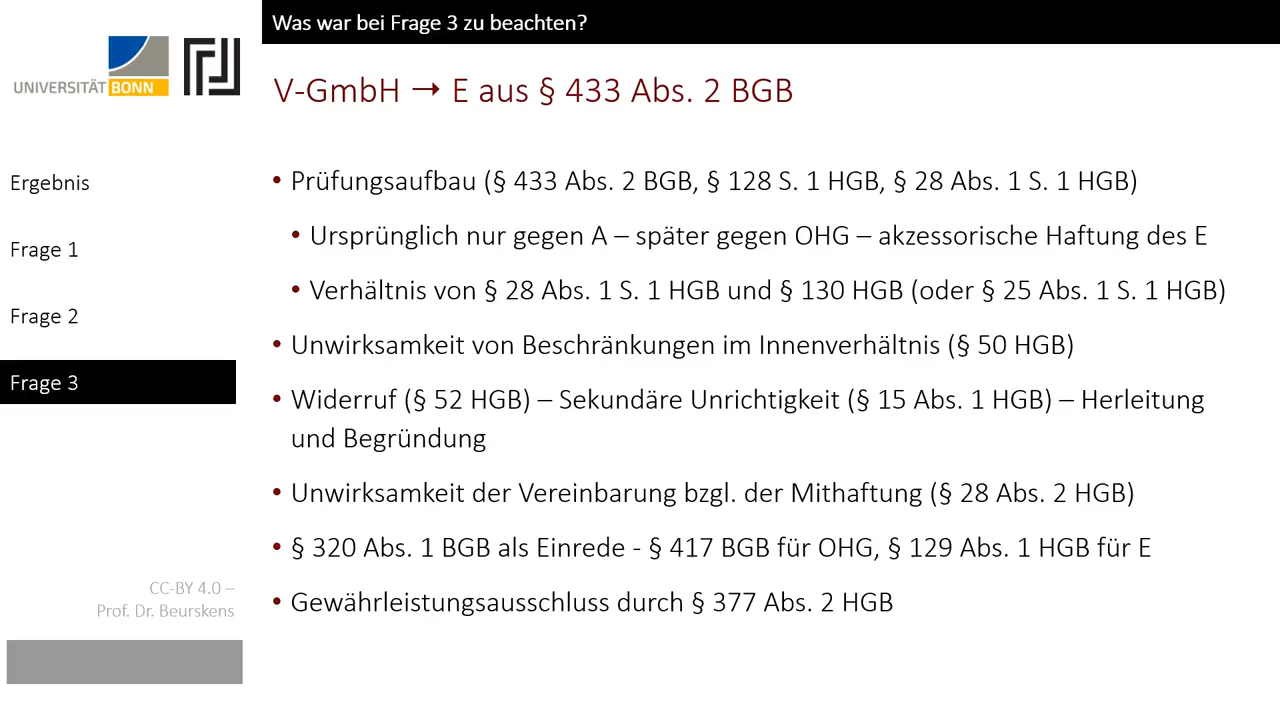 Was war bei Frage 3 zu beachten?
UNIVERSITÄT BONN
V-GmbH → E aus § 433 Abs. 2 BGB
Ergebnis
Frage 1
Frage 2
Frage 3
• Prüfungsaufbau (§ 433 Abs. 2 BGB, § 128 S. 1 HGB, § 28 Abs. 1 S. 1 HGB)
• Ursprünglich nur gegen A – später gegen OHG – akzessorische Haftung des E
• Verhältnis von § 28 Abs. 1 S. 1 HGB und § 130 HGB (oder § 25 Abs. 1 S. 1 HGB)
• Unwirksamkeit von Beschränkungen im Innenverhältnis (§ 50 HGB)
• Widerruf (§ 52 HGB) – Sekundäre Unrichtigkeit (§ 15 Abs. 1 HGB) – Herleitung
und Begründung
• Unwirksamkeit der Vereinbarung bzgl. der Mithaftung (§ 28 Abs. 2 HGB)
• § 320 Abs. 1 BGB als Einrede - § 417 BGB für OHG, § 129 Abs. 1 HGB für E
• Gewährleistungsausschluss durch § 377 Abs. 2 HGB
CC-BY 4.0 –
Prof. Dr. Beurskens